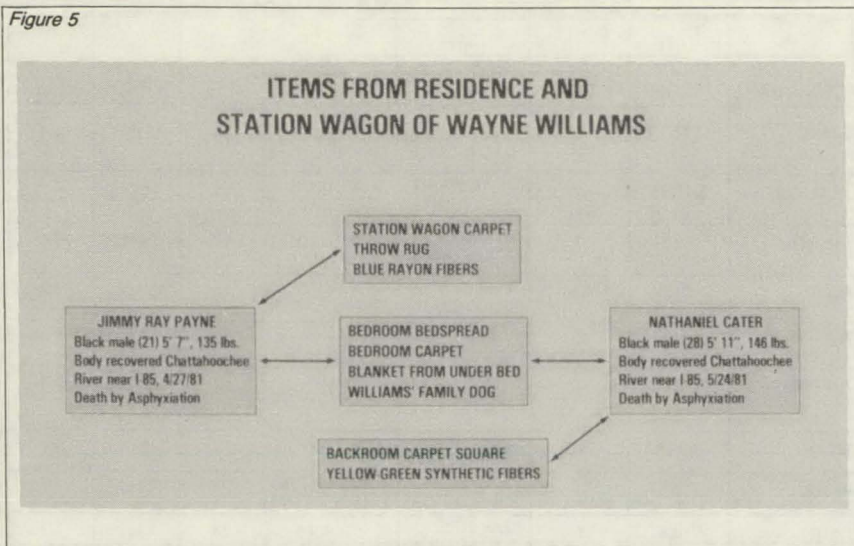 Figure 5
ITEMS FROM RESIDENCE AND
STATION WAGON OF WAYNE WILLIAMS
STATION WAGON CARPET
THROW RUG
BLUE RAYON FIBERS
JIMMY RAY PAYNE
Black male (21) 5' 7", 135 lbs.
Body recovered Chattahoochee
River near I-85, 4/27/81
Death by Asphyxiation
BEDROOM BEDSPREAD
BEDROOM CARPET
BLANKET FROM UNDER BED
WILLIAMS' FAMILY DOG
NATHANIEL CATER
Black male (28) 5' 11", 146 lbs.
Body recovered Chattahoochee
River near I-85, 5/24/81
Death by Asphyxiation
BACKROOM CARPET SQUARE
YELLOW-GREEN SYNTHETIC FIBERS